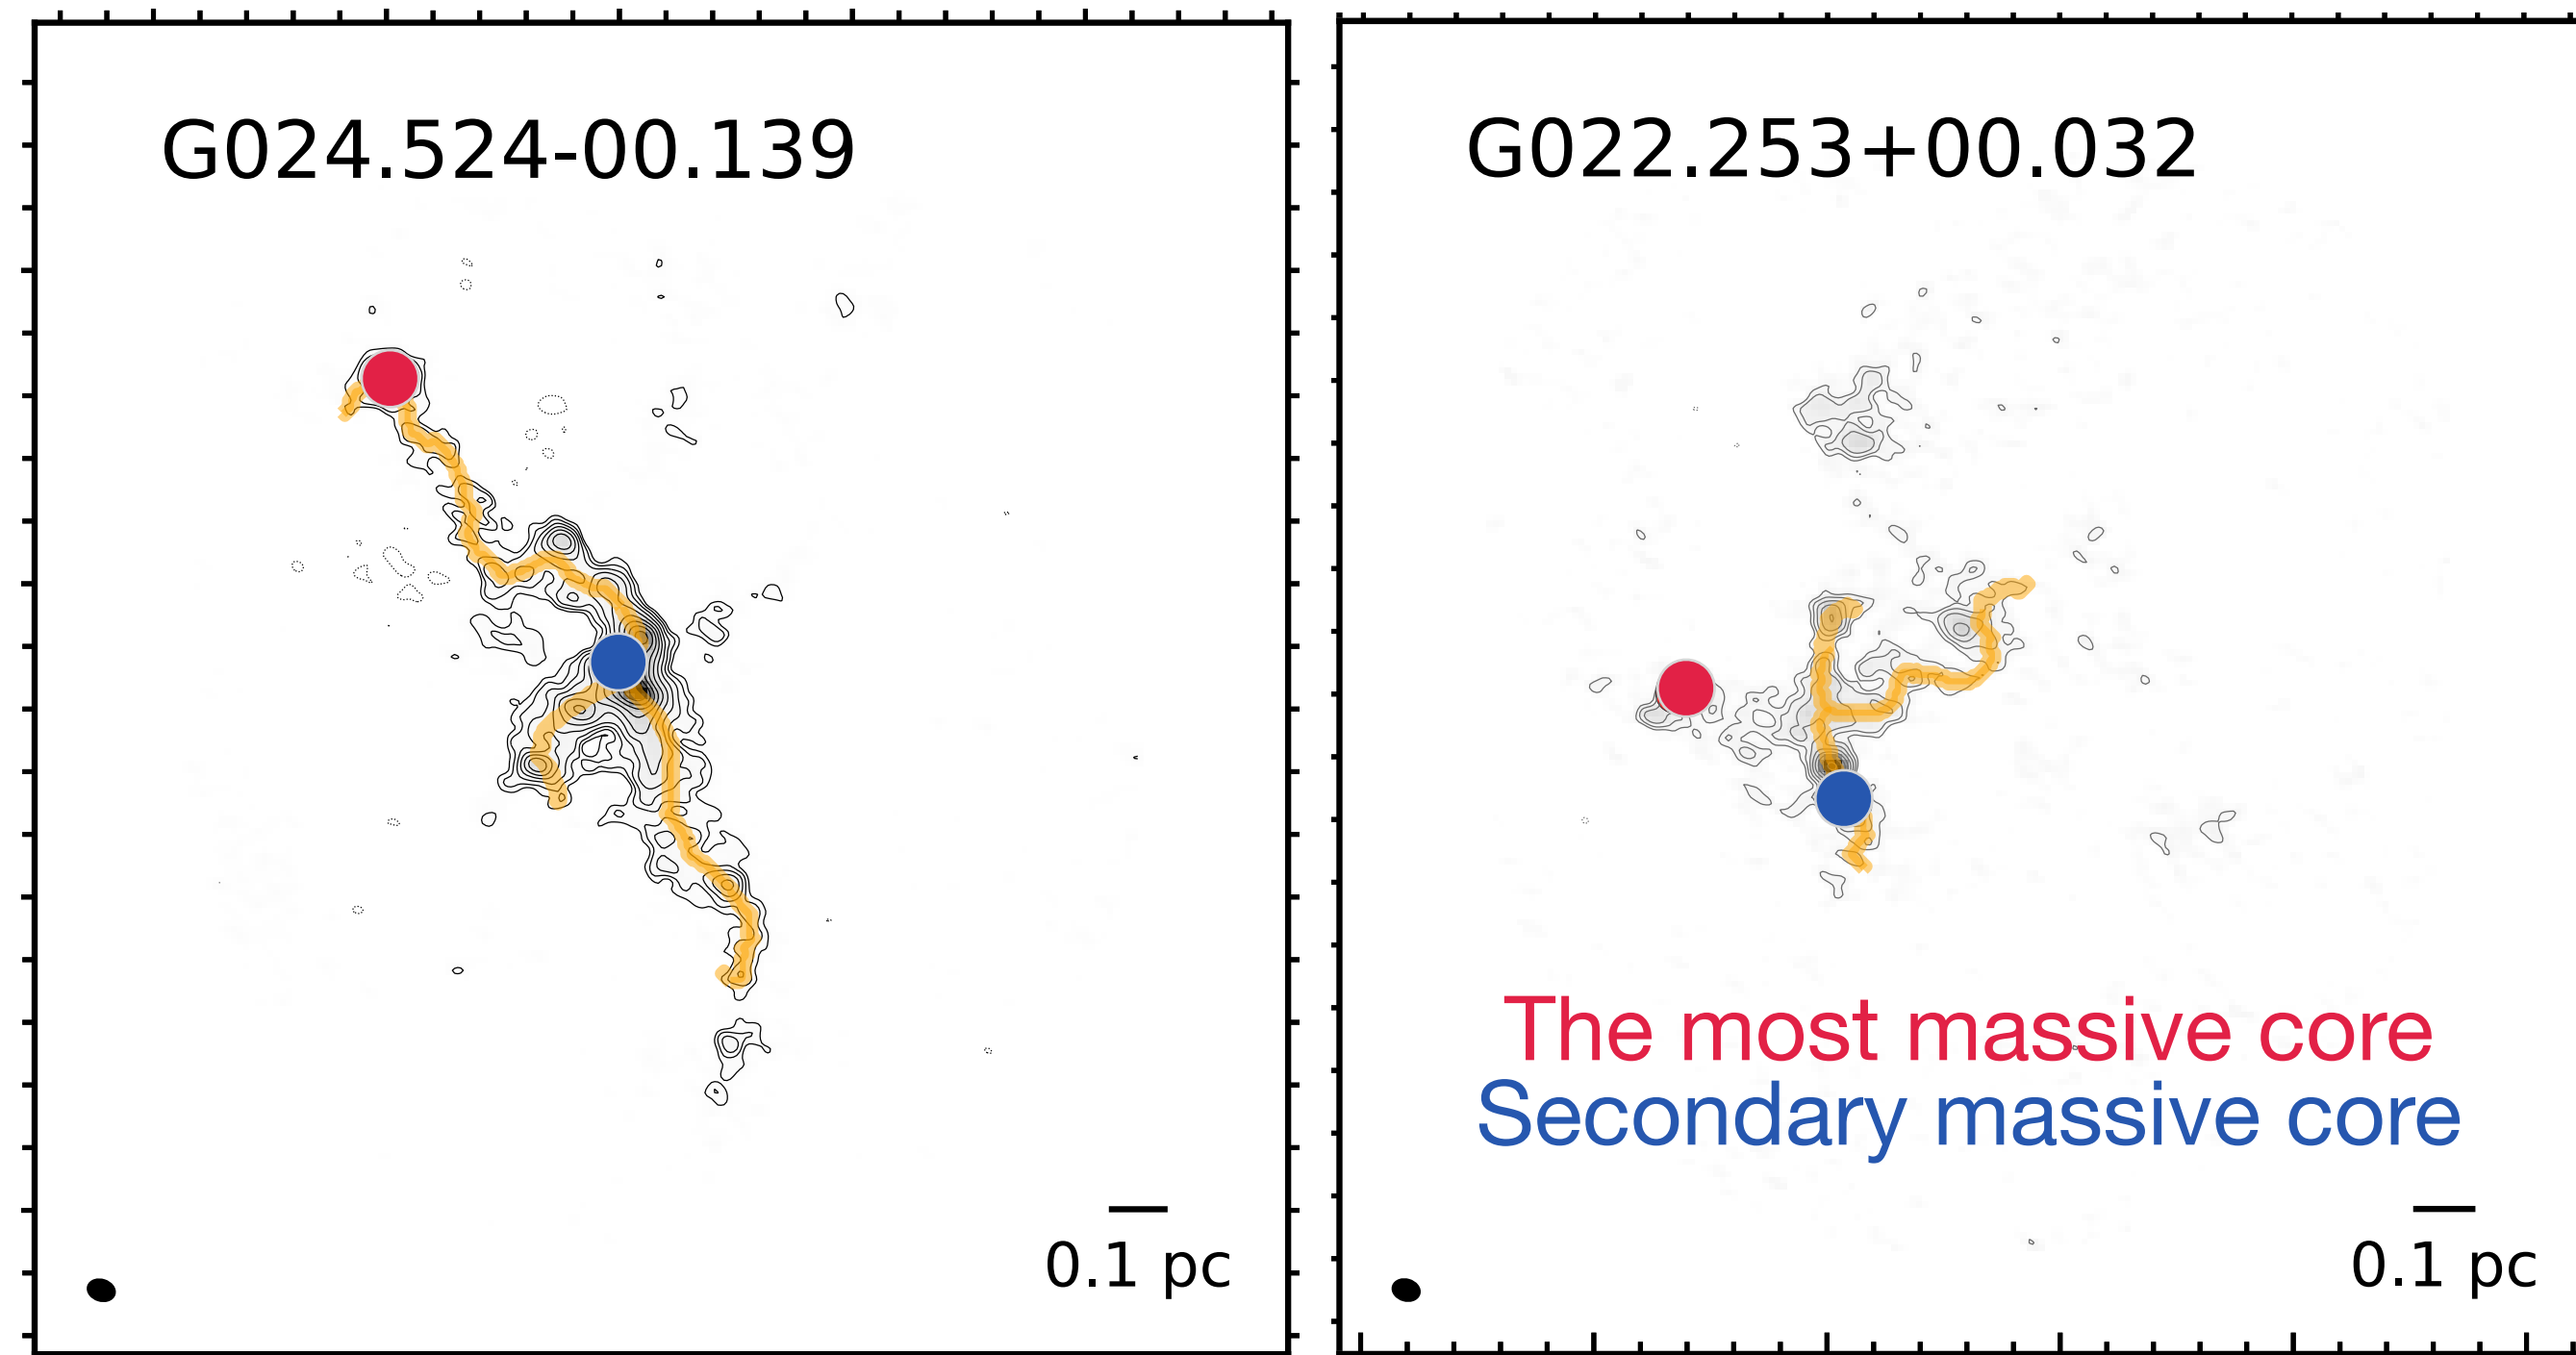 G024.524-00.139
0.1 pc
G022.253+00.032
The most massive core
Secondary massive core
0.1 pc